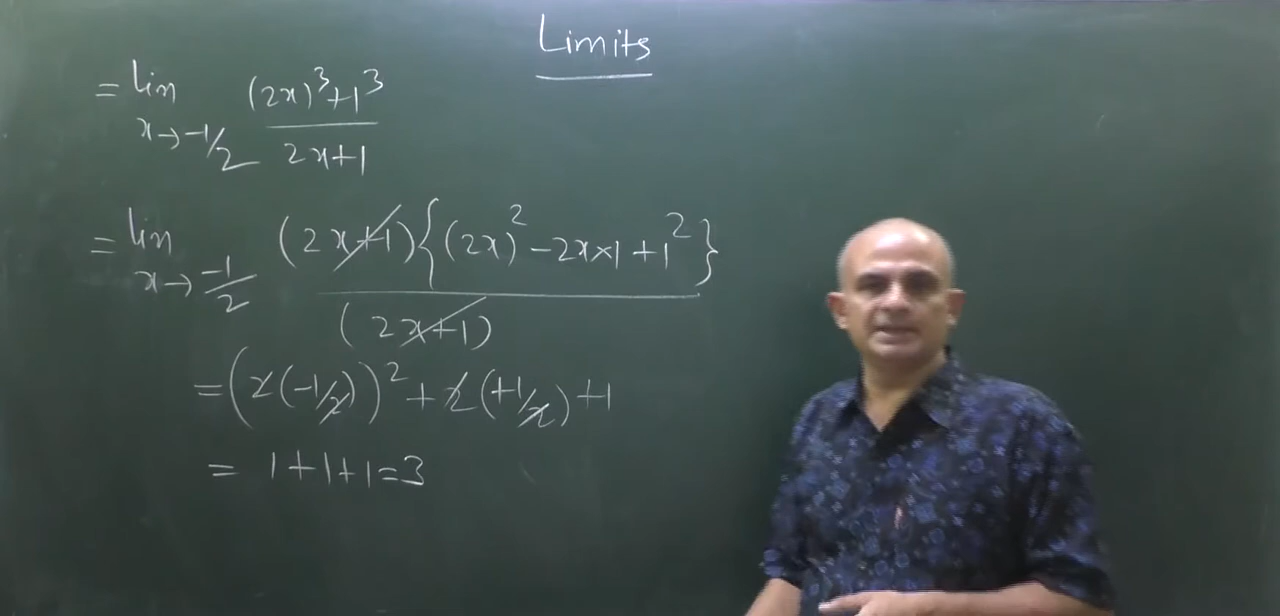 Limits
= lim x→-1/2 (2x)³+1³ / 2x+1
= lim x→-1/2 (2x+1){(2x)²-2x×1+1²} / (2x+1)
= (2(-1/2))²+2(+1/2)+1
= 1+1+1=3